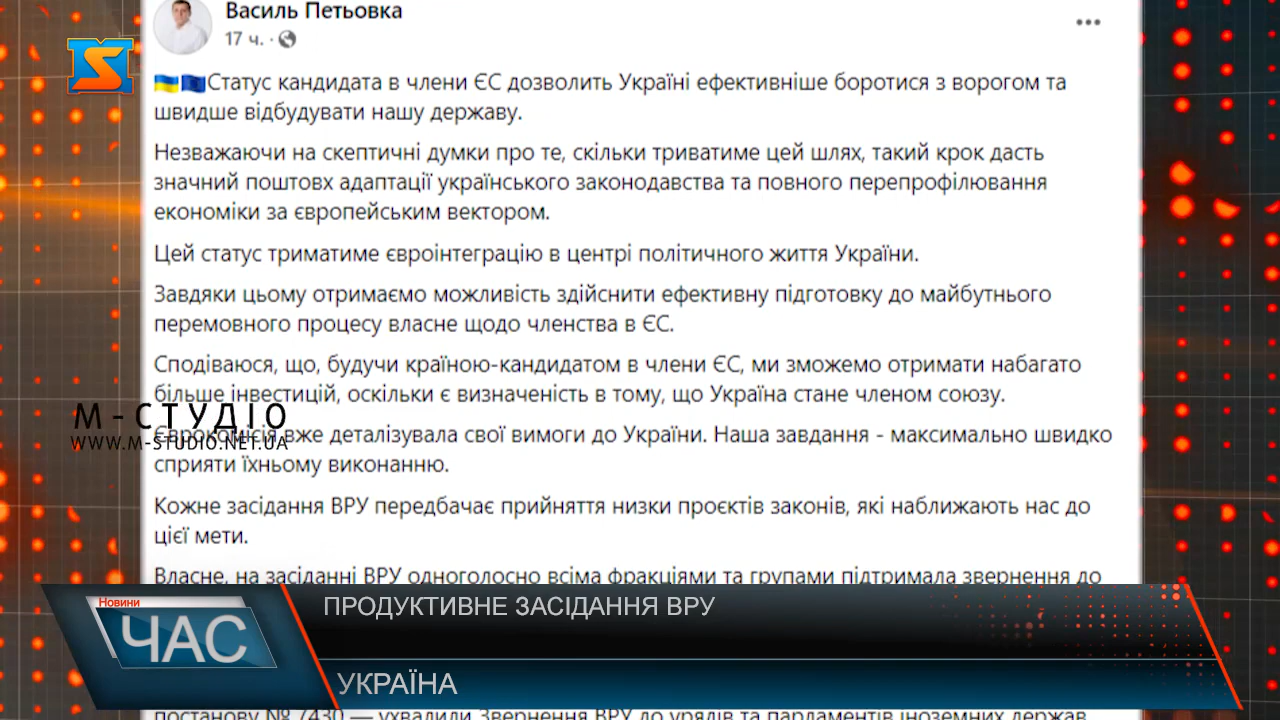 Василь Петьовка
17 ч. ·
Статус кандидата в члени ЄС дозволить Україні ефективніше боротися з ворогом та
швидше відбудувати нашу державу.
Незважаючи на скептичні думки про те, скільки триватиме цей шлях, такий крок дасть
значний поштовх адаптації українського законодавства та повного перепрофілювання
економіки за європейським вектором.
Цей статус триматиме євроінтеграцію в центрі політичного життя України.
Завдяки цьому отримаємо можливість здійснити ефективну підготовку до майбутнього
перемовного процесу власне щодо членства в ЄС.
Сподіваюся, що, будучи країною-кандидатом в члени ЄС, ми зможемо отримати набагато
більше інвестицій, оскільки є визначеність в тому, що Україна стане членом союзу.
М-СТУДІО
WWW.M-STUDIO.NET.UA
Єврокомісія вже деталізувала свої вимоги до України. Наша завдання - максимально швидко
сприяти їхньому виконанню.
Кожне засідання ВРУ передбачає прийняття низки проєктів законів, які наближають нас до
цієї мети.
Власне, на засіданні ВРУ одноголосно всіма фракціями та групами підтримала звернення до
Новини
ЧАС
ПРОДУКТИВНЕ ЗАСІДАННЯ ВРУ
УКРАЇНА
постанову № 7430 — ухвалили Звернення ВРУ до урядів та парламентів іноземних держав